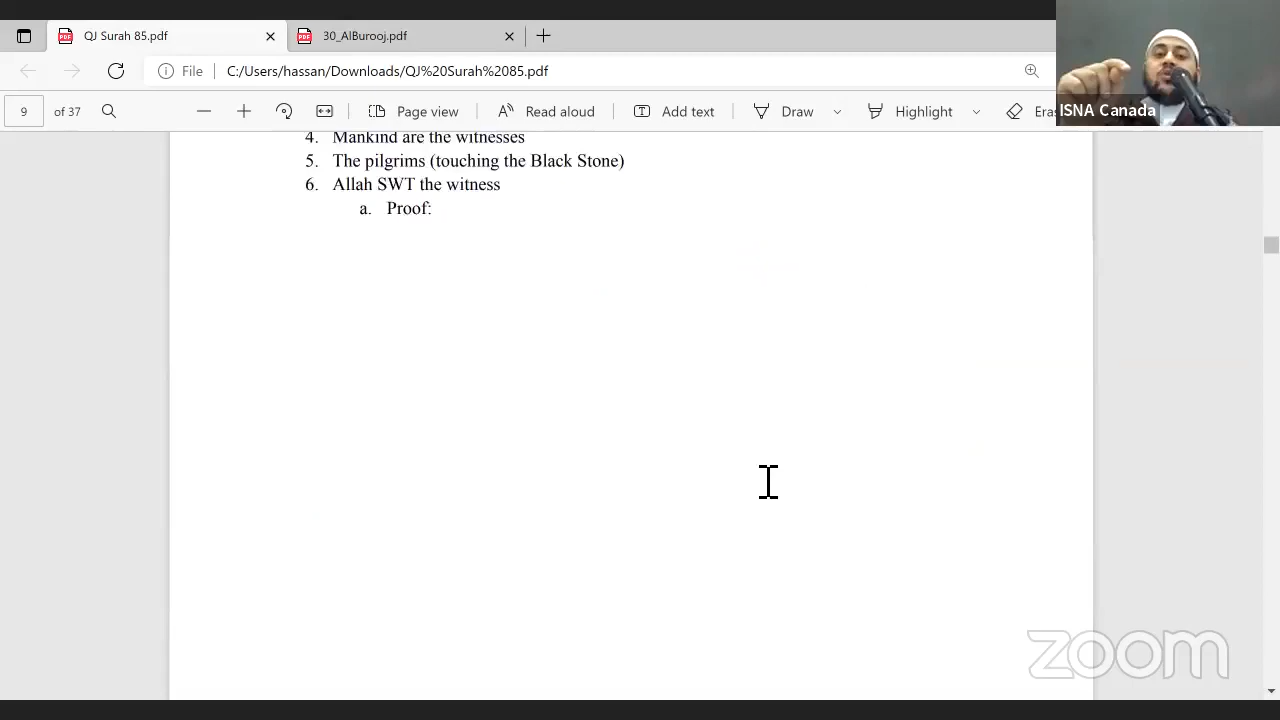 QJ Surah 85.pdf
30_AlBurooj.pdf
File
C:/Users/hassan/Downloads/QJ%20Surah%2085.pdf
9 of 37
Page view
Read aloud
Add text
Draw
Highlight
Era
ISNA Canada
4. Mankind are the witnesses
5. The pilgrims (touching the Black Stone)
6. Allah SWT the witness
a. Proof:
zoom